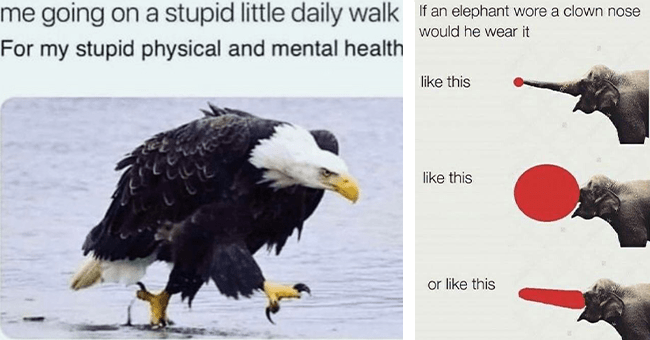 me going on a stupid little daily walk
For my stupid physical and mental health
If an elephant wore a clown nose
would he wear it
like this
like this
or like this